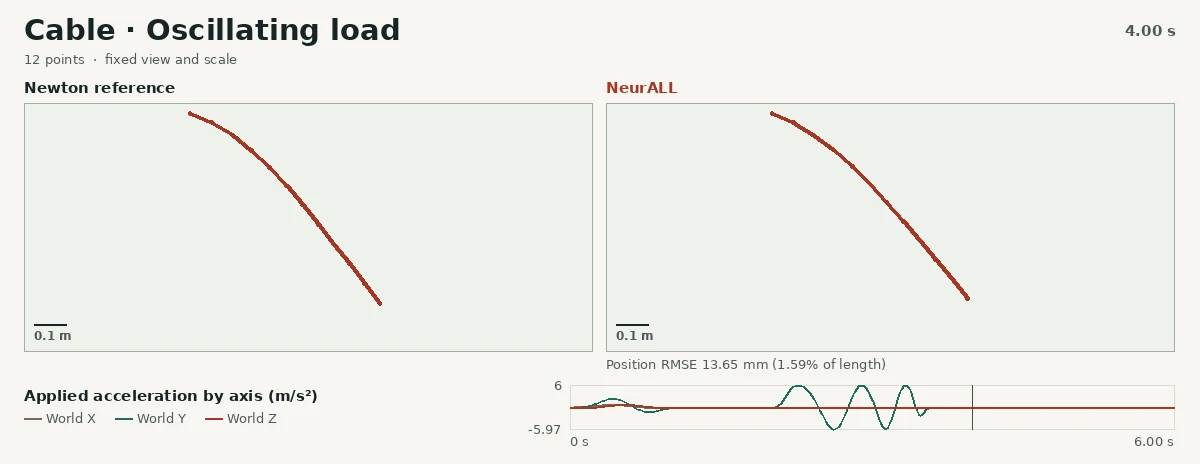 Cable · Oscillating load
4.00 s
12 points · fixed view and scale
Newton reference
NeurALL
0.1 m
0.1 m
Position RMSE 13.65 mm (1.59% of length)
Applied acceleration by axis (m/s²)
World X World Y World Z
6
-5.97
0 s
6.00 s